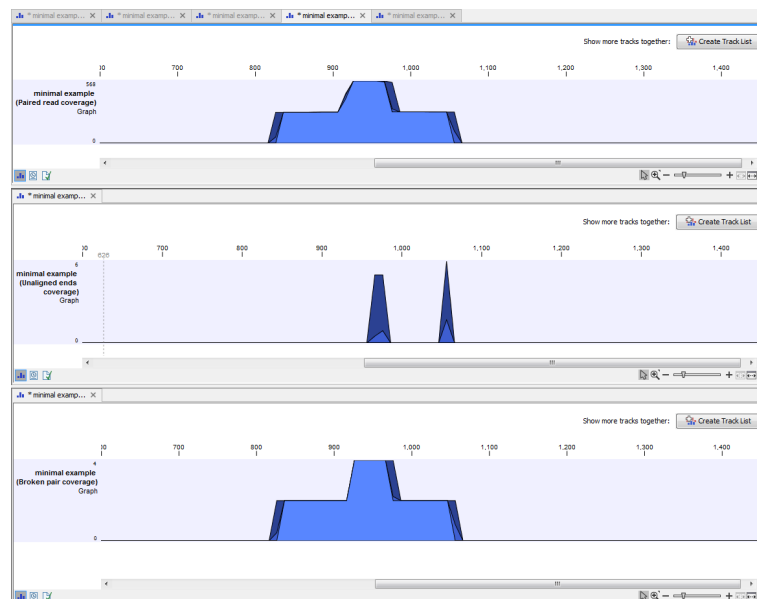 * minimal examp... * minimal examp... * minimal examp... * minimal examp... * minimal examp...
Show more tracks together: Create Track List
00 700 800 900 1,000 1,100 1,200 1,300 1,400
568
minimal example
(Paired read coverage)
Graph
0
* minimal examp...
Show more tracks together: Create Track List
00 700 800 900 1,000 1,100 1,200 1,300 1,400
626
6
minimal example
(Unaligned ends
coverage)
Graph
0
* minimal examp...
Show more tracks together: Create Track List
00 700 800 900 1,000 1,100 1,200 1,300 1,400
4
minimal example
(Broken pair coverage)
Graph
0